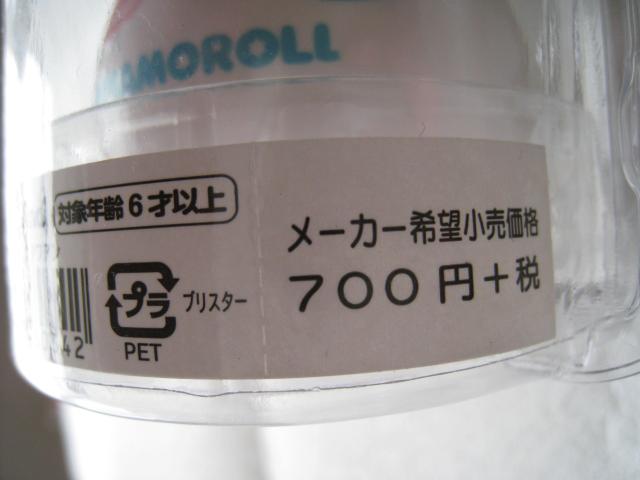 NAMOROLL
対象年齢6才以上
メーカー希望小売価格
700円+税
プラ
ブリスター
PET
42